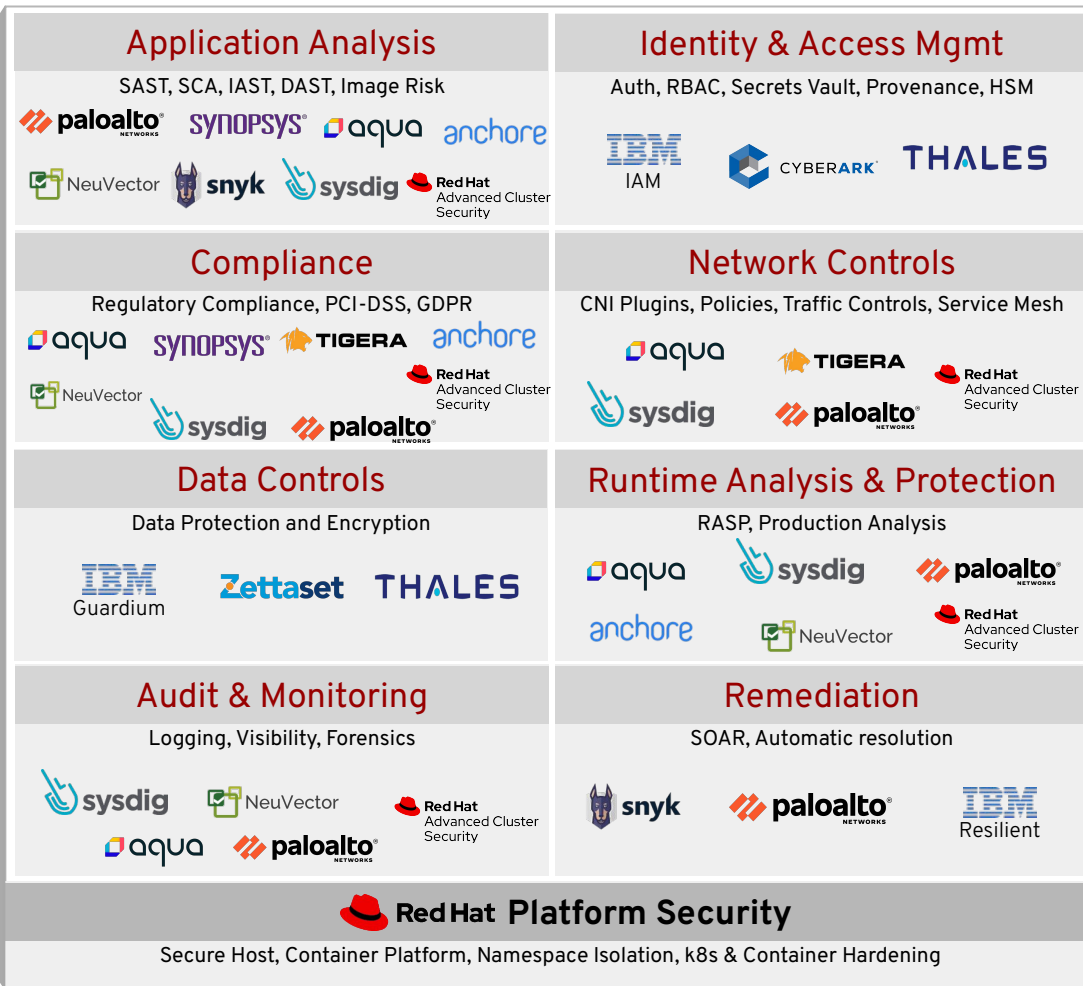 Application Analysis
SAST, SCA, IAST, DAST, Image Risk
paloalto®
NETWORKS
SYNOPSYS®
aqua
anchore
NeuVector
snyk
sysdig
Red Hat
Advanced Cluster
Security
Identity & Access Mgmt
Auth, RBAC, Secrets Vault, Provenance, HSM
IBM
IAM
CYBERARK
THALES
Compliance
Regulatory Compliance, PCI-DSS, GDPR
aqua
SYNOPSYS®
TIGERA
anchore
NeuVector
sysdig
paloalto®
NETWORKS
Red Hat
Advanced Cluster
Security
Network Controls
CNI Plugins, Policies, Traffic Controls, Service Mesh
aqua
TIGERA
Red Hat
Advanced Cluster
Security
sysdig
paloalto®
NETWORKS
Data Controls
Data Protection and Encryption
IBM
Guardium
Zettaset
THALES
Runtime Analysis & Protection
RASP, Production Analysis
aqua
sysdig
paloalto®
NETWORKS
anchore
NeuVector
Red Hat
Advanced Cluster
Security
Audit & Monitoring
Logging, Visibility, Forensics
sysdig
NeuVector
Red Hat
Advanced Cluster
Security
aqua
paloalto®
NETWORKS
Remediation
SOAR, Automatic resolution
snyk
paloalto®
NETWORKS
IBM
Resilient
Red Hat Platform Security
Secure Host, Container Platform, Namespace Isolation, k8s & Container Hardening